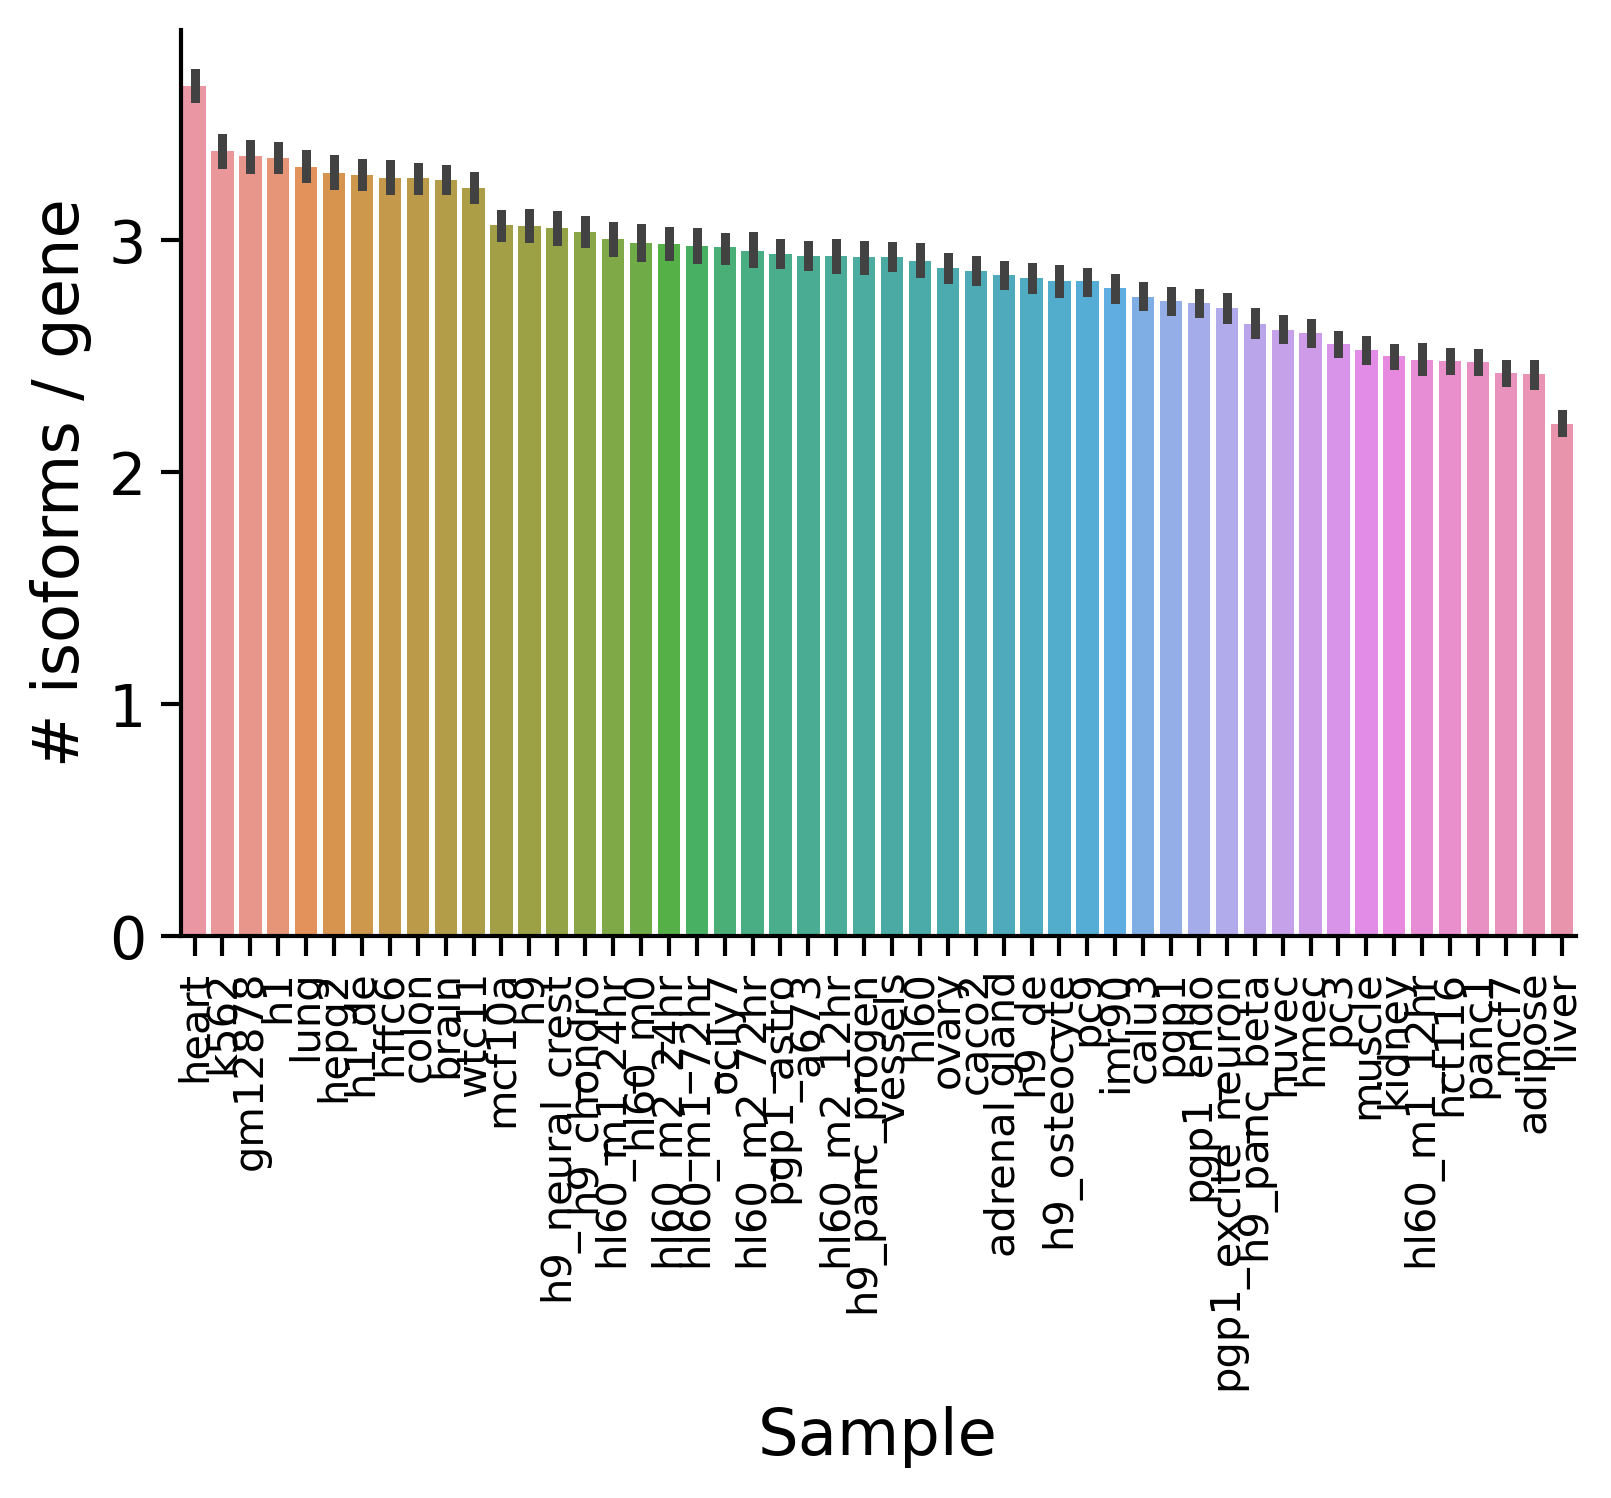 # isoforms / gene
3
2
1
0
heart
k562
gm12878
h1
lung
hepg2
h1_de
hffc6
colon
brain
wtc11
mcf10a
h9
h9_neural_crest
h9_chondro
hl60_m1_24hr
hl60_m0
hl60_m2_24hr
hl60_m1_72hr
ocily7
hl60_m2_72hr
pgp1_astro
a673
hl60_m2_12hr
h9_panc_progen
vessels
hl60
ovary
caco2
adrenal_gland
h9_de
h9_osteocyte
pc9
imr90
calu3
pgp1
pgp1_endo
pgp1_excite_neuron
h9_panc_beta
huvec
hmec
pc3
muscle
kidney
hl60_m1_12hr
hct116
panc1
mcf7
adipose
liver
Sample